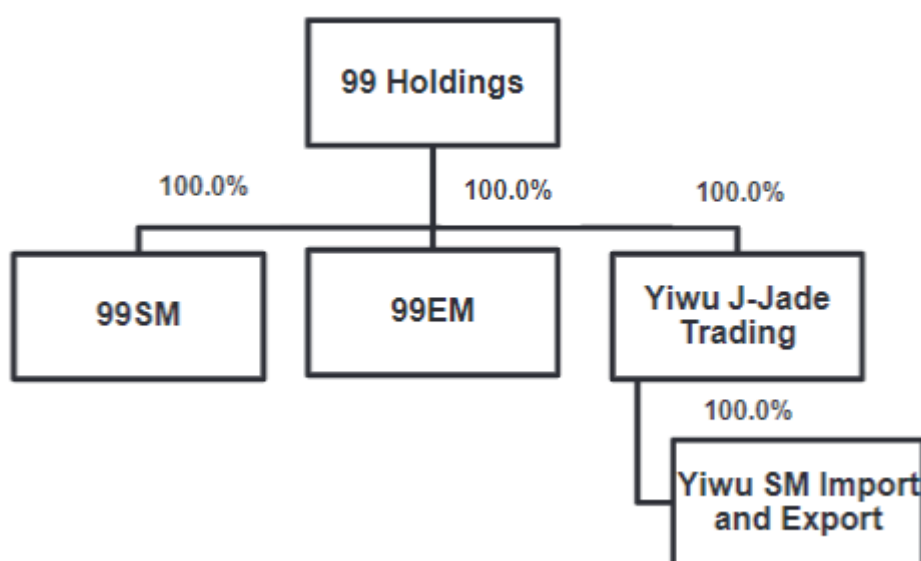 99 Holdings
100.0%
100.0%
100.0%
99SM
99EM
Yiwu J-Jade
Trading
100.0%
Yiwu SM Import
and Export